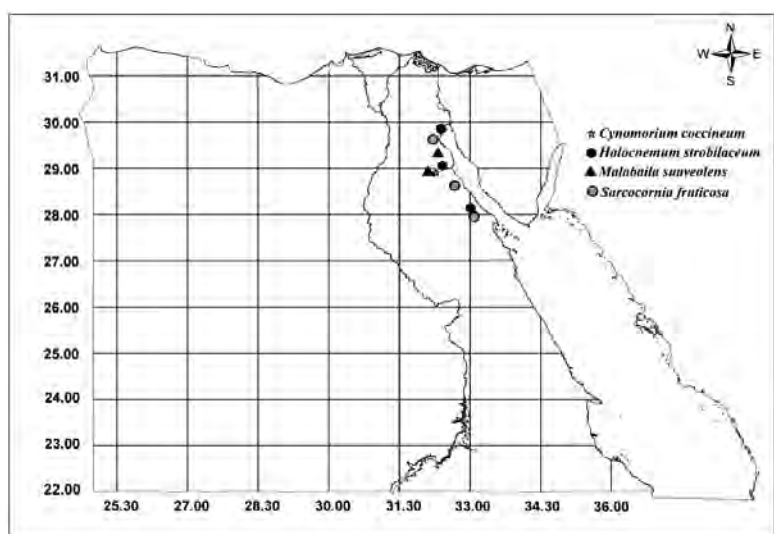 N
W E
S
31.00
30.00
29.00
28.00
27.00
26.00
25.00
24.00
23.00
22.00
25.30 27.00 28.30 30.00 31.30 33.00 34.30 36.00
Cynomorium coccineum
Halocnemum strobilaceum
Malabaila suaveolens
Sarcocornia fruticosa